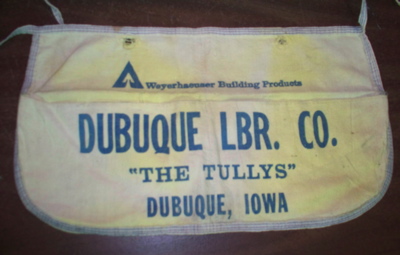 Weyerhaeuser Building Products
DUBUQUE LBR. CO.
"THE TULLYS"
DUBUQUE, IOWA